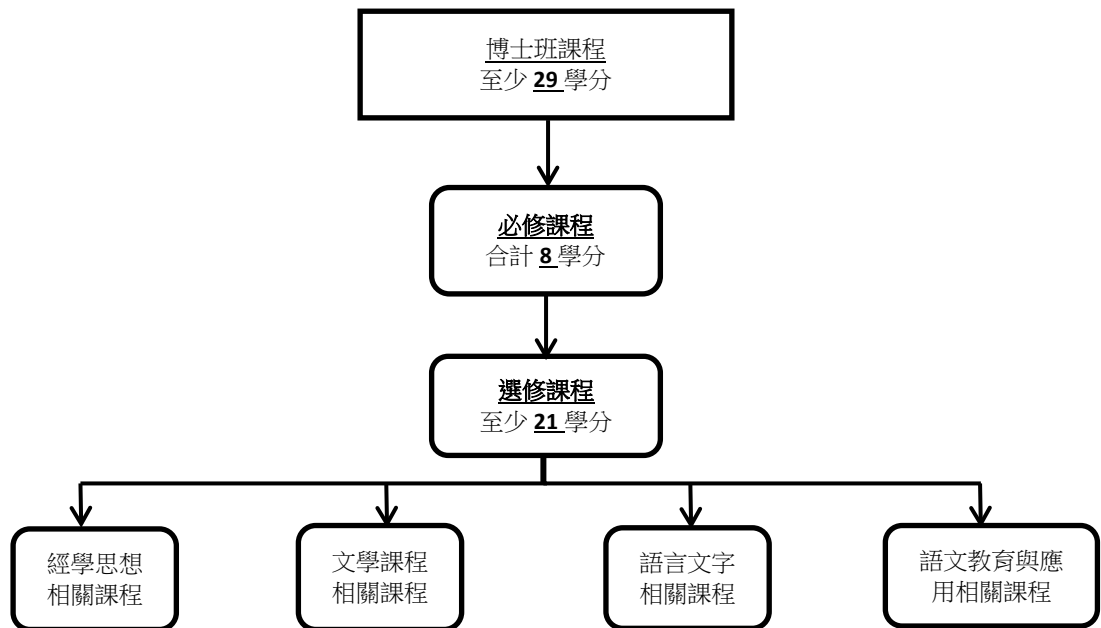 博士班課程
至少 29 學分
必修課程
合計 8 學分
選修課程
至少 21 學分
經學思想
相關課程
文學課程
相關課程
語言文字
相關課程
語文教育與應
用相關課程